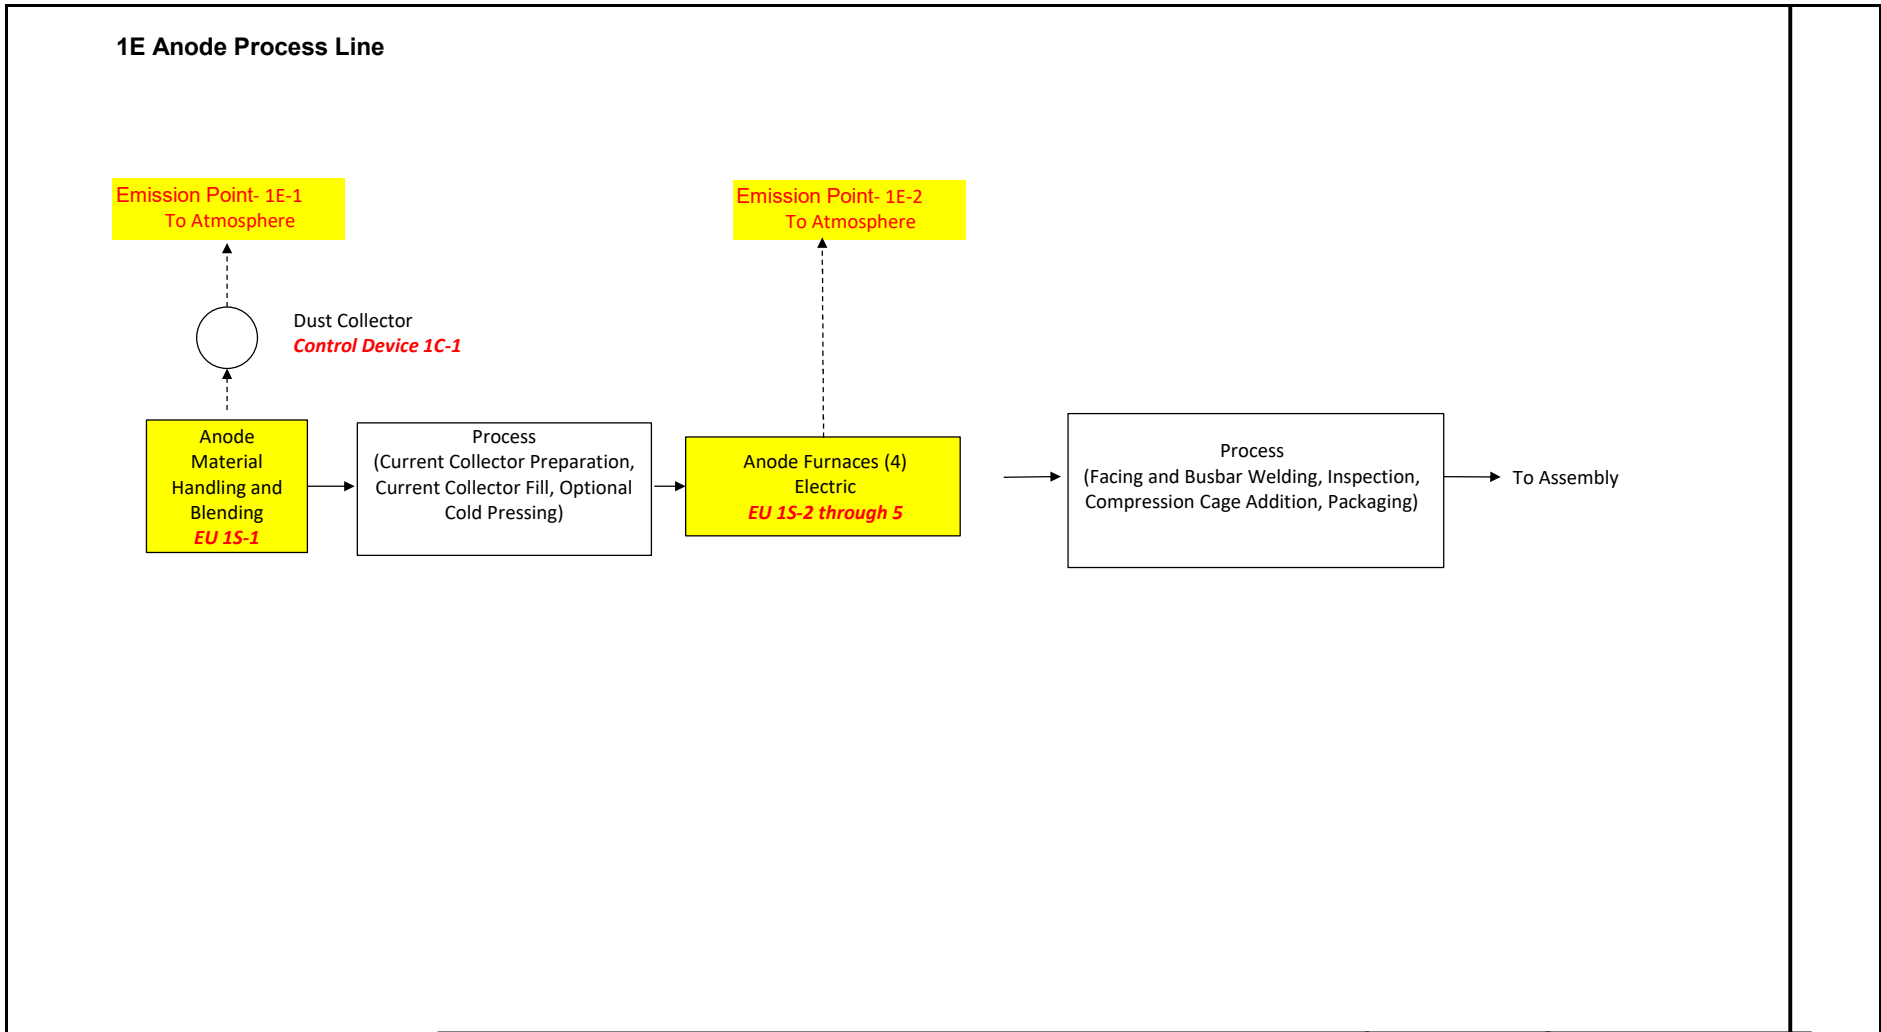 1E Anode Process Line
Emission Point- 1E-1
To Atmosphere
Emission Point- 1E-2
To Atmosphere
Dust Collector
Control Device 1C-1
Anode
Material
Handling and
Blending
EU 1S-1
Process
(Current Collector Preparation,
Current Collector Fill, Optional
Cold Pressing)
Anode Furnaces (4)
Electric
EU 1S-2 through 5
Process
(Facing and Busbar Welding, Inspection,
Compression Cage Addition, Packaging)
To Assembly